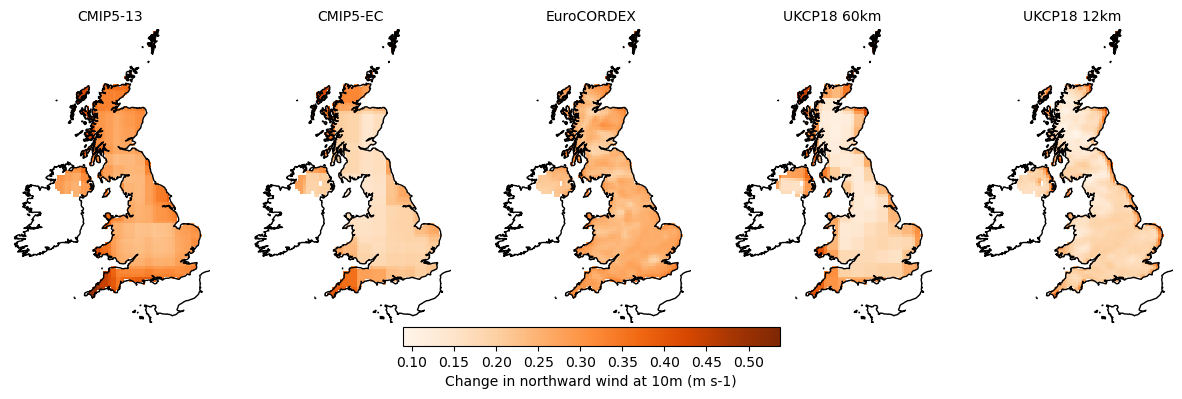 CMIP5-13 CMIP5-EC EuroCORDEX UKCP18 60km UKCP18 12km
0.10 0.15 0.20 0.25 0.30 0.35 0.40 0.45 0.50
Change in northward wind at 10m (m s-1)